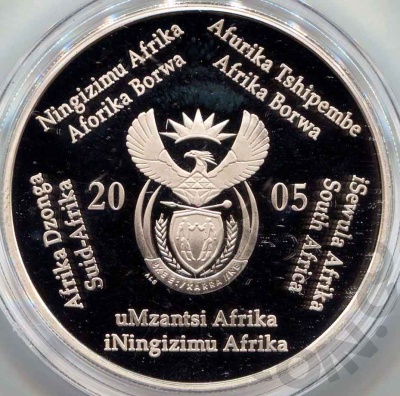 Ningizimu Afrika
Aforika Borwa
Afurika Tshipembe
Afrika Borwa
20 05
Afrika Dzonga
Suid-Afrika
iSewula Afrika
South Africa
uMzantsi Afrika
iNingizimu Afrika